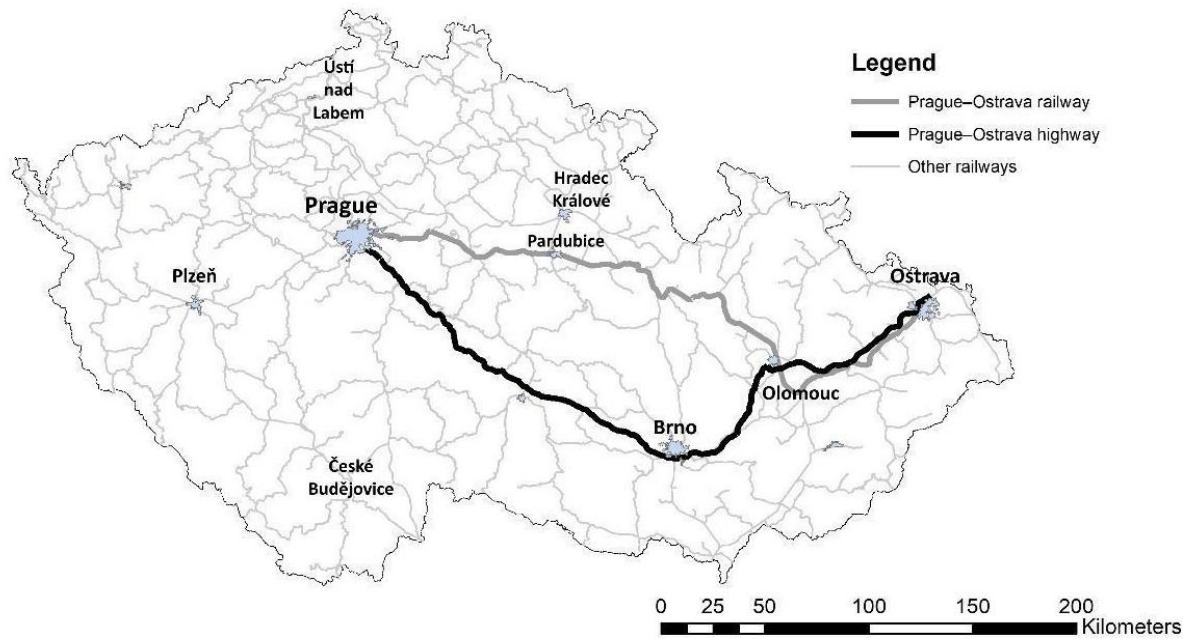 Ústí
nad
Labem
Legend
Prague–Ostrava railway
Prague–Ostrava highway
Other railways
Hradec
Králové
Prague
Pardubice
Plzeň
Ostrava
Olomouc
Brno
České
Budějovice
0 25 50 100 150 200
Kilometers